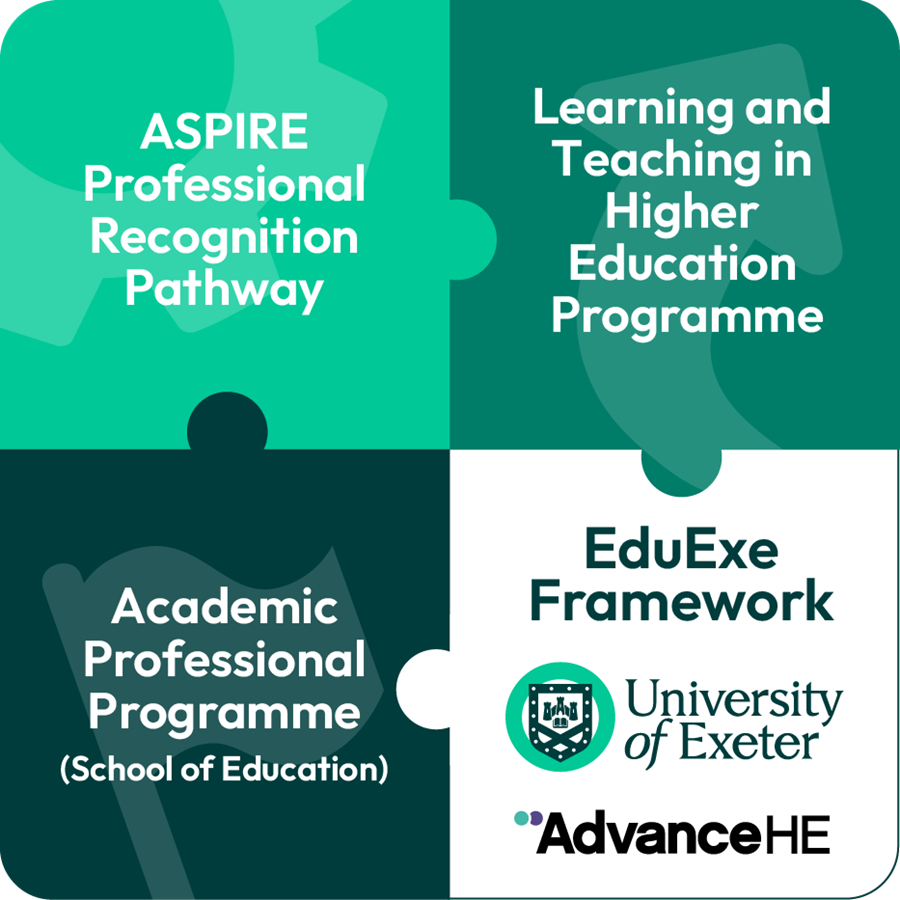 ASPIRE
Professional
Recognition
Pathway
Learning and
Teaching in
Higher
Education
Programme
Academic
Professional
Programme
(School of Education)
EduExe
Framework
University
of Exeter
AdvanceHE